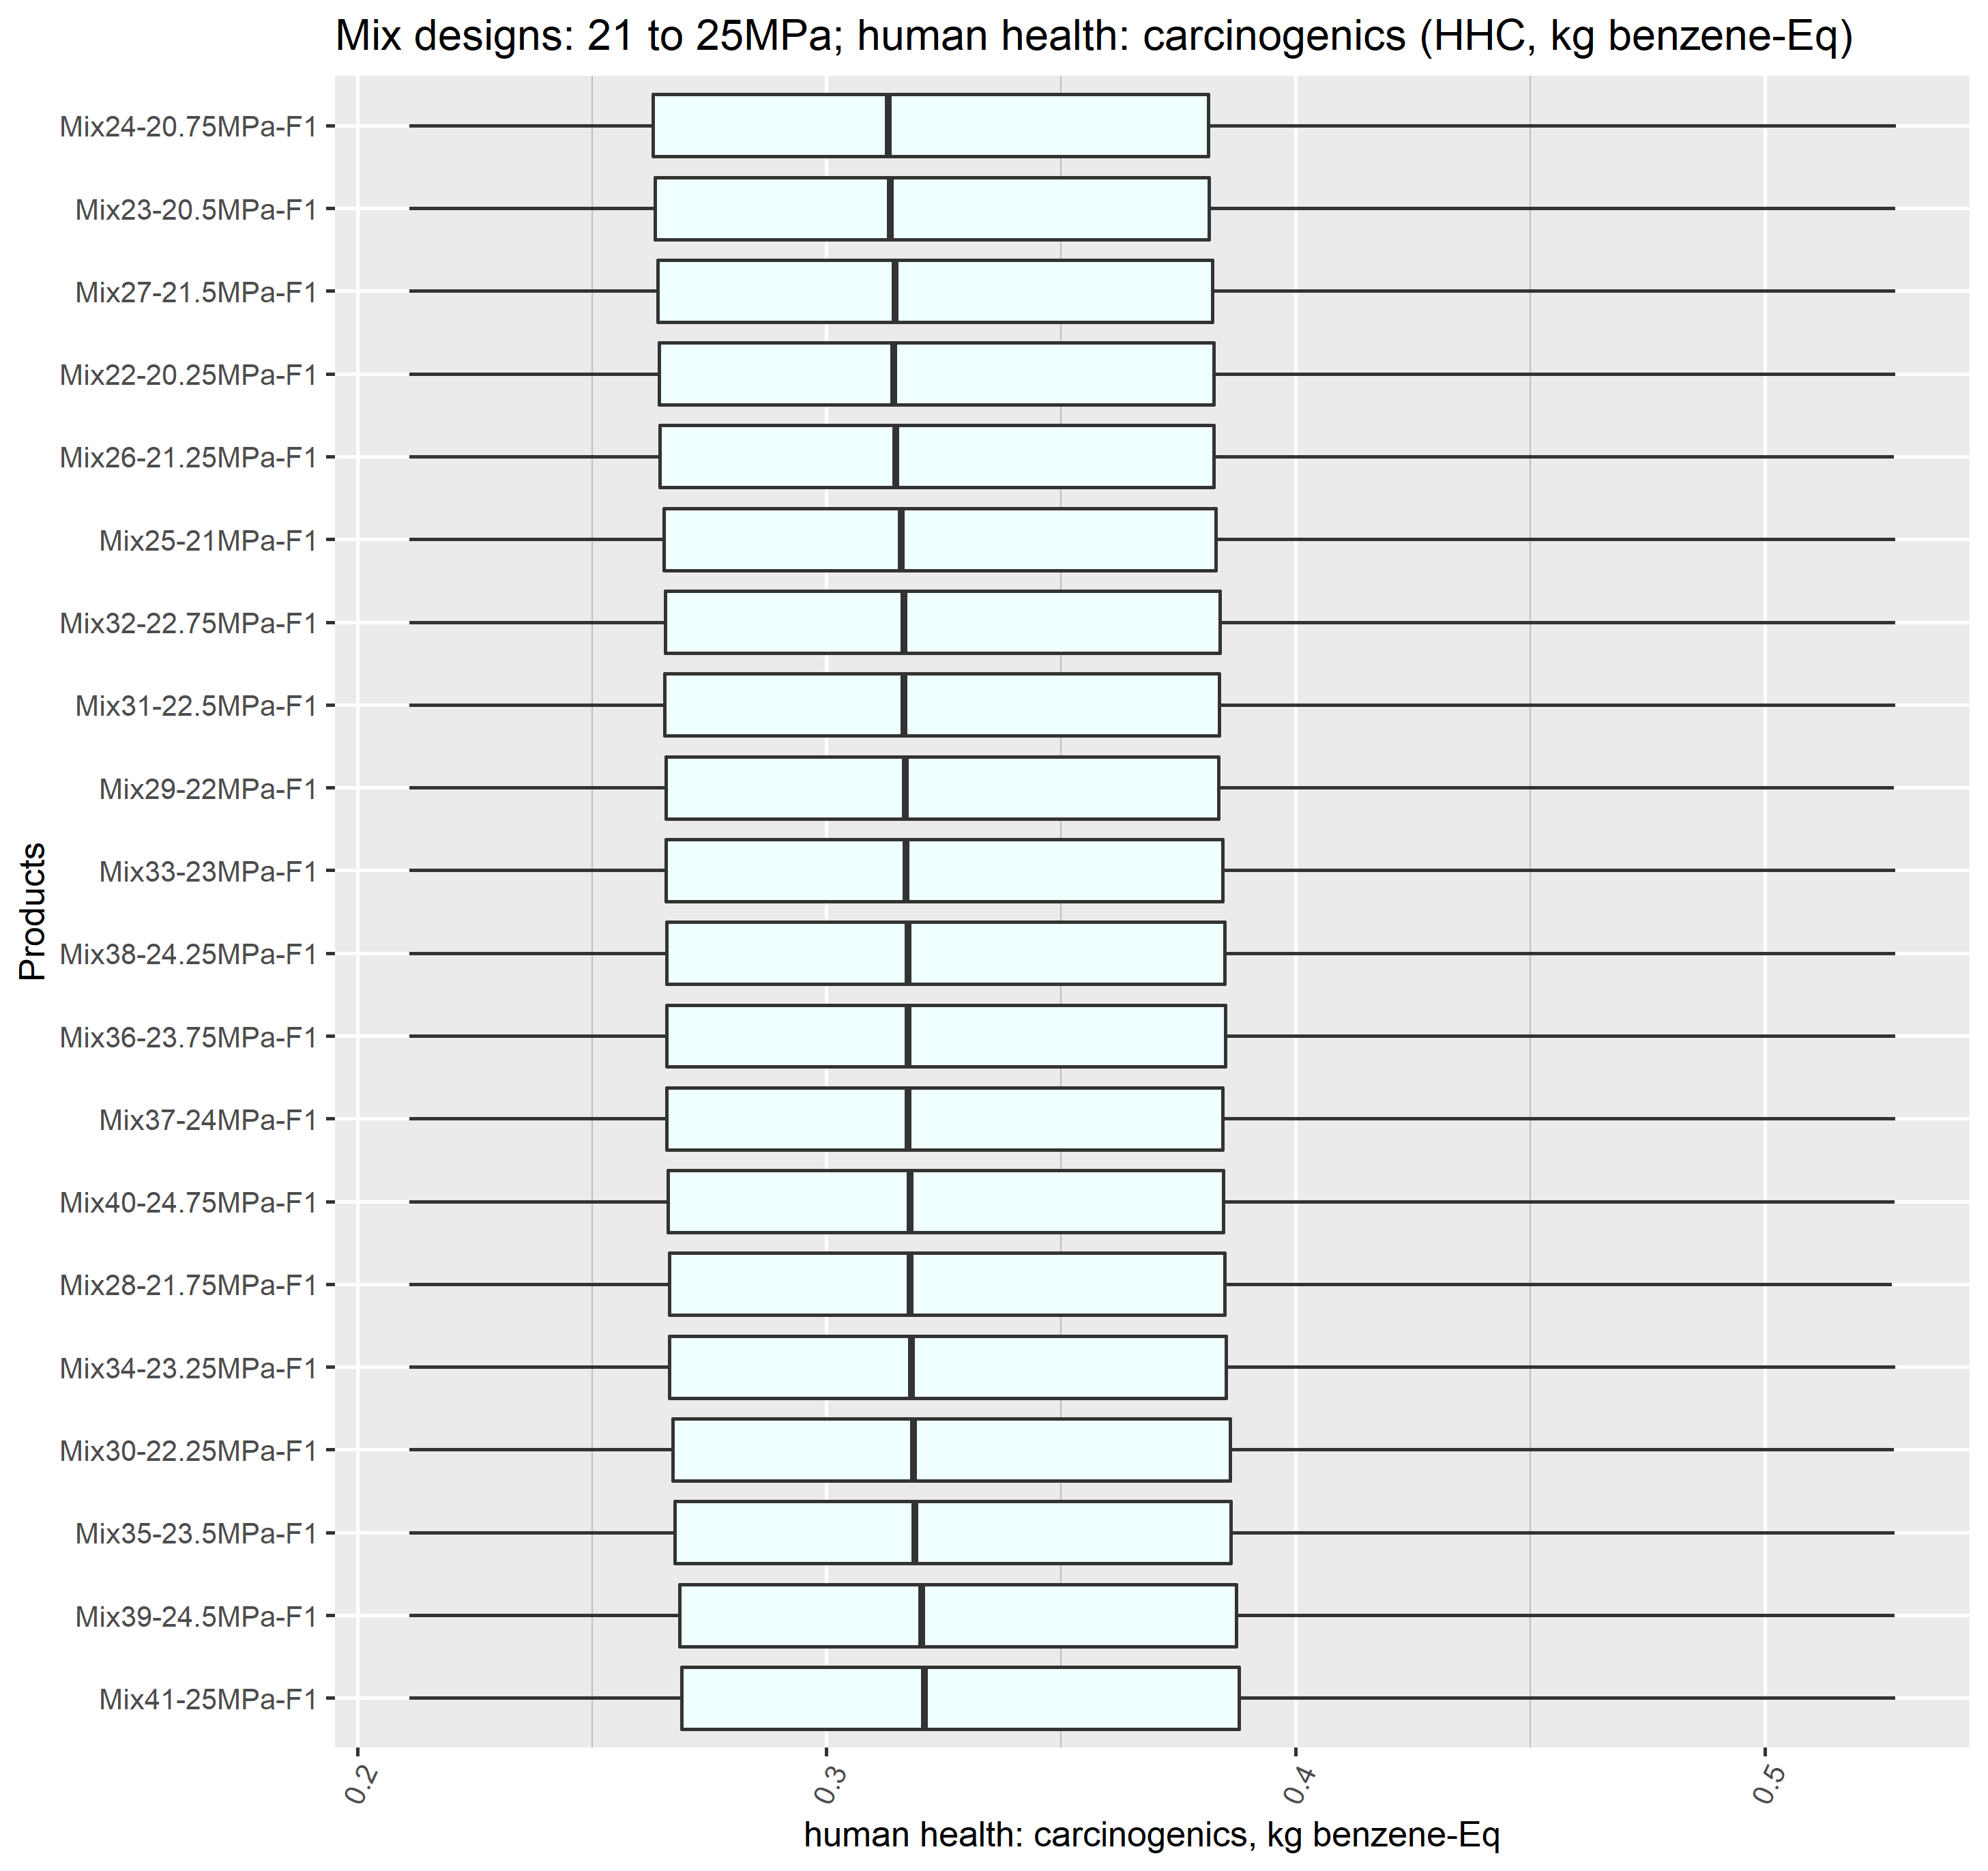 Mix designs: 21 to 25MPa; human health: carcinogenics (HHC, kg benzene-Eq)
Products
Mix24-20.75MPa-F1
Mix23-20.5MPa-F1
Mix27-21.5MPa-F1
Mix22-20.25MPa-F1
Mix26-21.25MPa-F1
Mix25-21MPa-F1
Mix32-22.75MPa-F1
Mix31-22.5MPa-F1
Mix29-22MPa-F1
Mix33-23MPa-F1
Mix38-24.25MPa-F1
Mix36-23.75MPa-F1
Mix37-24MPa-F1
Mix40-24.75MPa-F1
Mix28-21.75MPa-F1
Mix34-23.25MPa-F1
Mix30-22.25MPa-F1
Mix35-23.5MPa-F1
Mix39-24.5MPa-F1
Mix41-25MPa-F1
0.2 0.3 0.4 0.5
human health: carcinogenics, kg benzene-Eq